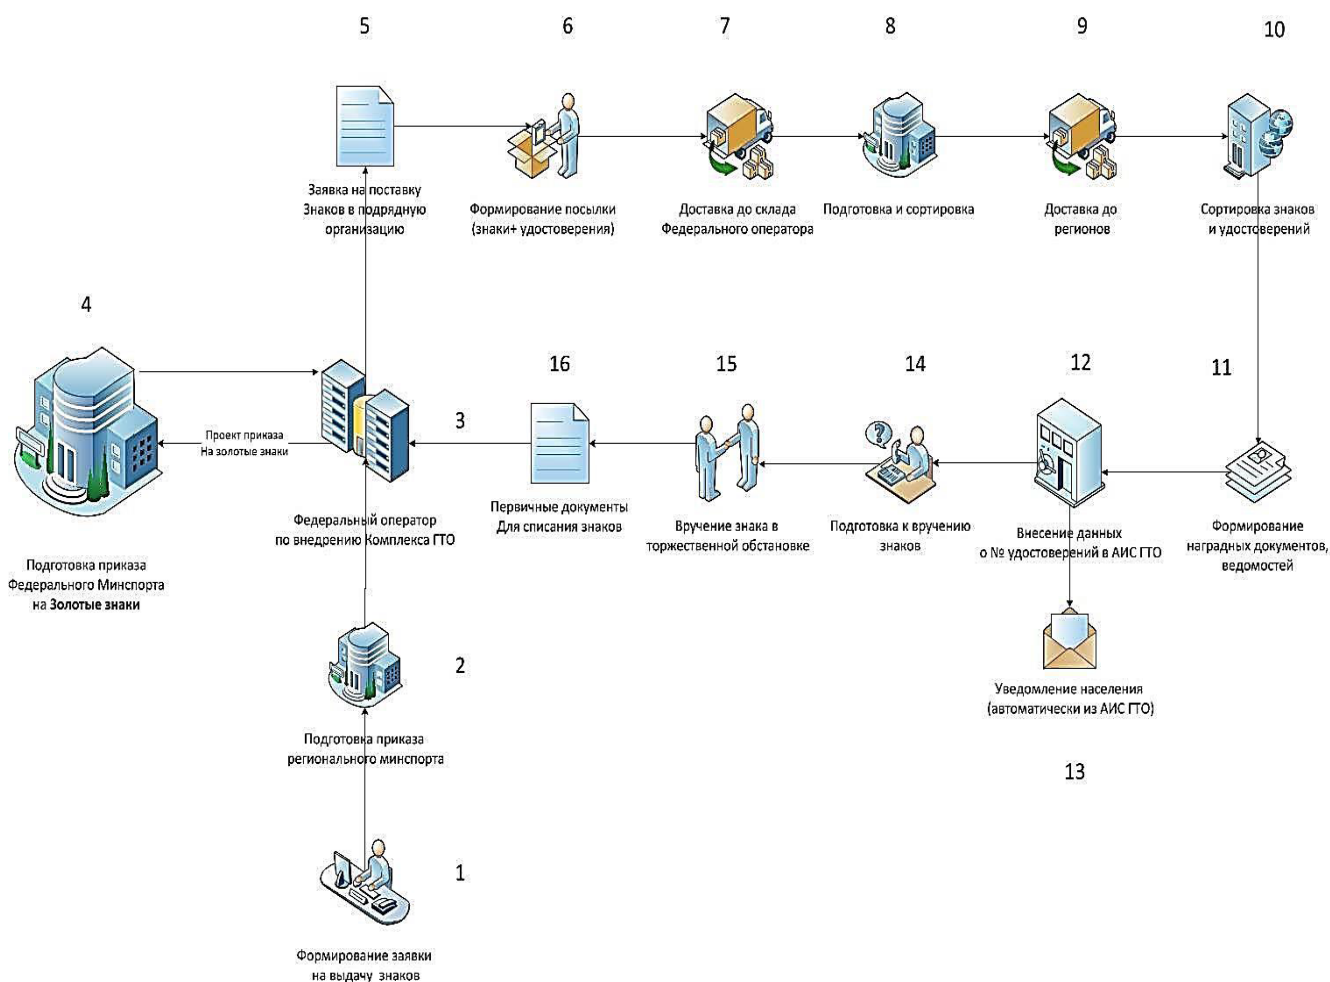 5
6
7
8
9
10
Заявка на поставку
Знаков в подрядную
организацию
Формирование посылки
(знаки+ удостоверения)
Доставка до склада
Федерального оператора
Подготовка и сортировка
Доставка до
регионов
Сортировка знаков
и удостоверений
4
Проект приказа
На золотые знаки
3
16
15
14
12
11
Подготовка приказа
Федерального Минспорта
на Золотые знаки
Федеральный оператор
по внедрению Комплекса ГТО
Первичные документы
Для списания знаков
Вручение знака в
торжественной обстановке
Подготовка к вручению
знаков
Внесение данных
о № удостоверений в АИС ГТО
Формирование
наградных документов,
ведомостей
2
Подготовка приказа
регионального минспорта
Уведомление населения
(автоматически из АИС ГТО)
13
1
Формирование заявки
на выдачу знаков